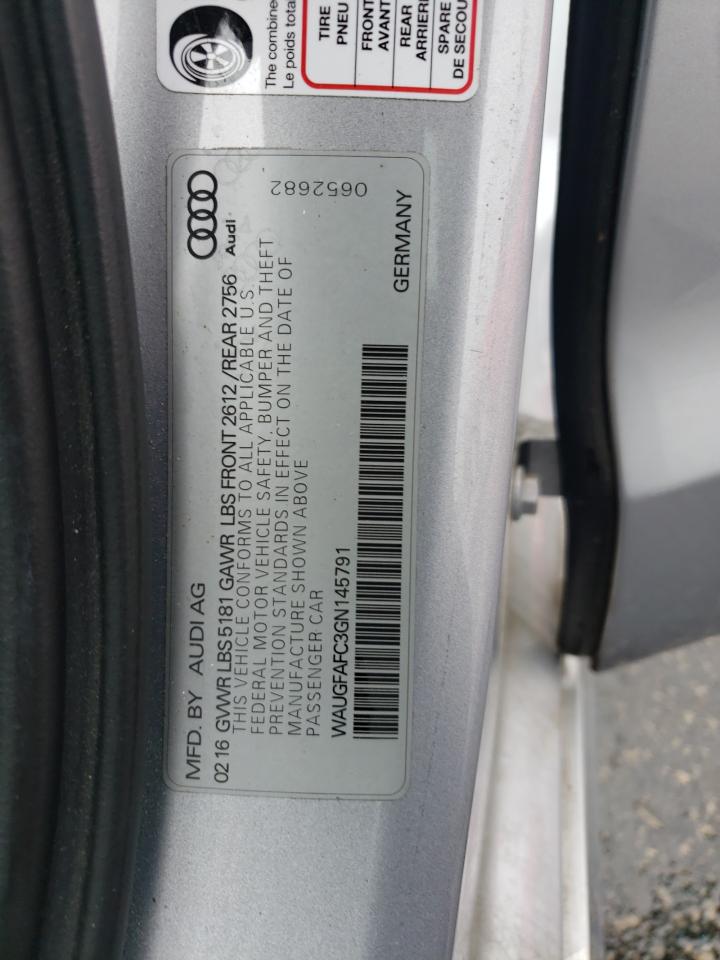 The combine
Le poids tota
TIRE
PNEU
FRONT
AVANT
REAR
ARRIERE
SPARE
DE SECOU
MFD. BY AUDI AG
Audi
02 16 GVWR LBS 5181 GAWR LBS FRONT 2612 /REAR 2756
THIS VEHICLE CONFORMS TO ALL APPLICABLE U.S.
FEDERAL MOTOR VEHICLE SAFETY, BUMPER AND THEFT
PREVENTION STANDARDS IN EFFECT ON THE DATE OF
MANUFACTURE SHOWN ABOVE
PASSENGER CAR
0652682
WAUGFAFC3GN145791
GERMANY